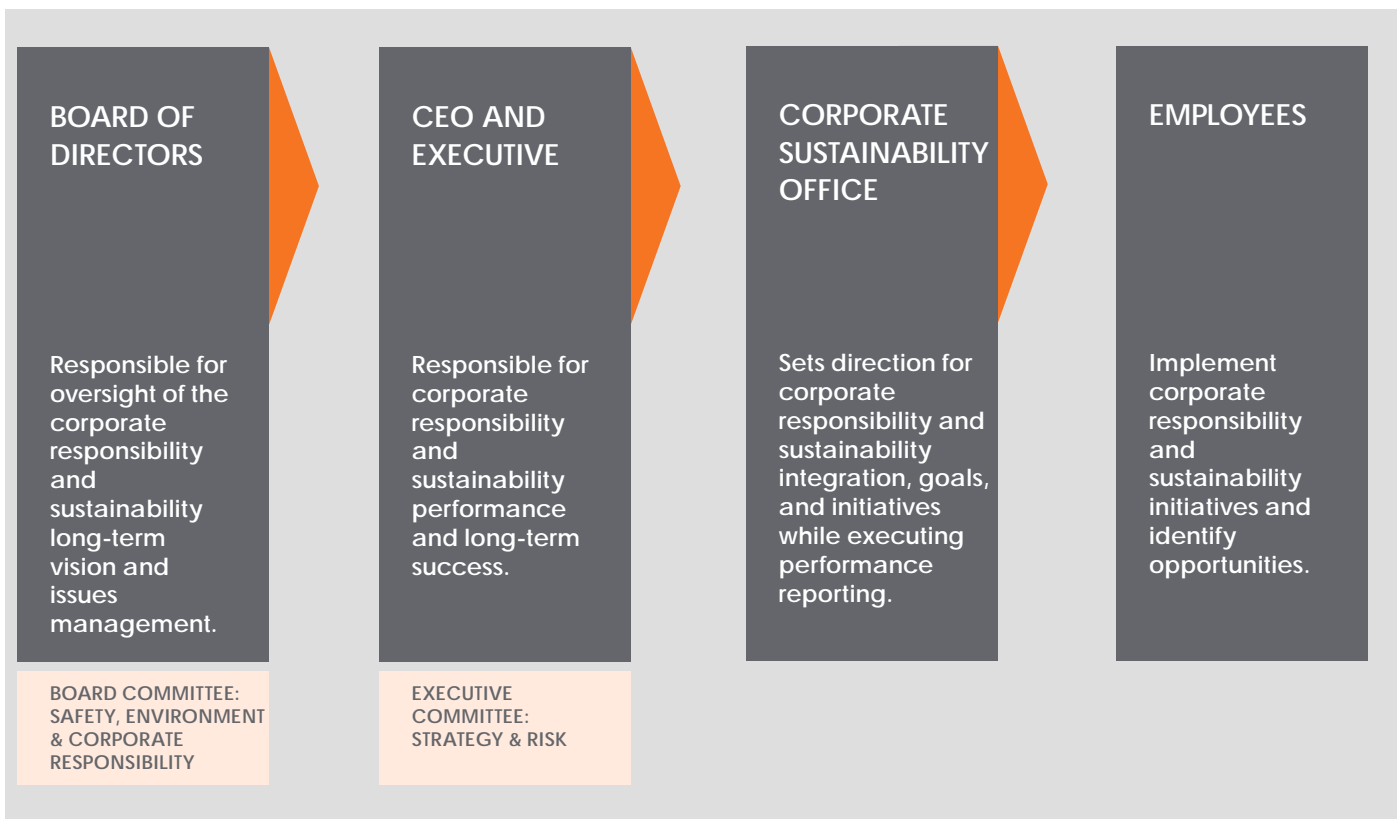 BOARD OF
DIRECTORS
Responsible for
oversight of the
corporate
responsibility
and
sustainability
long-term
vision and
issues
management.
BOARD COMMITTEE:
SAFETY, ENVIRONMENT
& CORPORATE
RESPONSIBILITY
CEO AND
EXECUTIVE
Responsible for
corporate
responsibility
and
sustainability
performance
and long-term
success.
EXECUTIVE
COMMITTEE:
STRATEGY & RISK
CORPORATE
SUSTAINABILITY
OFFICE
Sets direction for
corporate
responsibility and
sustainability
integration, goals,
and initiatives
while executing
performance
reporting.
EMPLOYEES
Implement
corporate
responsibility
and
sustainability
initiatives and
identify
opportunities.